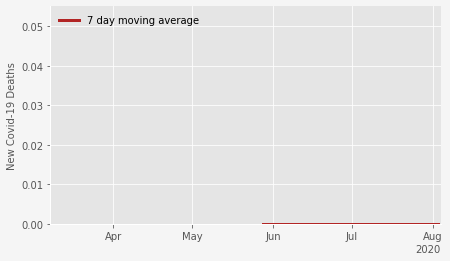 7 day moving average
0.05
0.04
0.03
0.02
0.01
0.00
New Covid-19 Deaths
Apr
May
Jun
Jul
Aug
2020